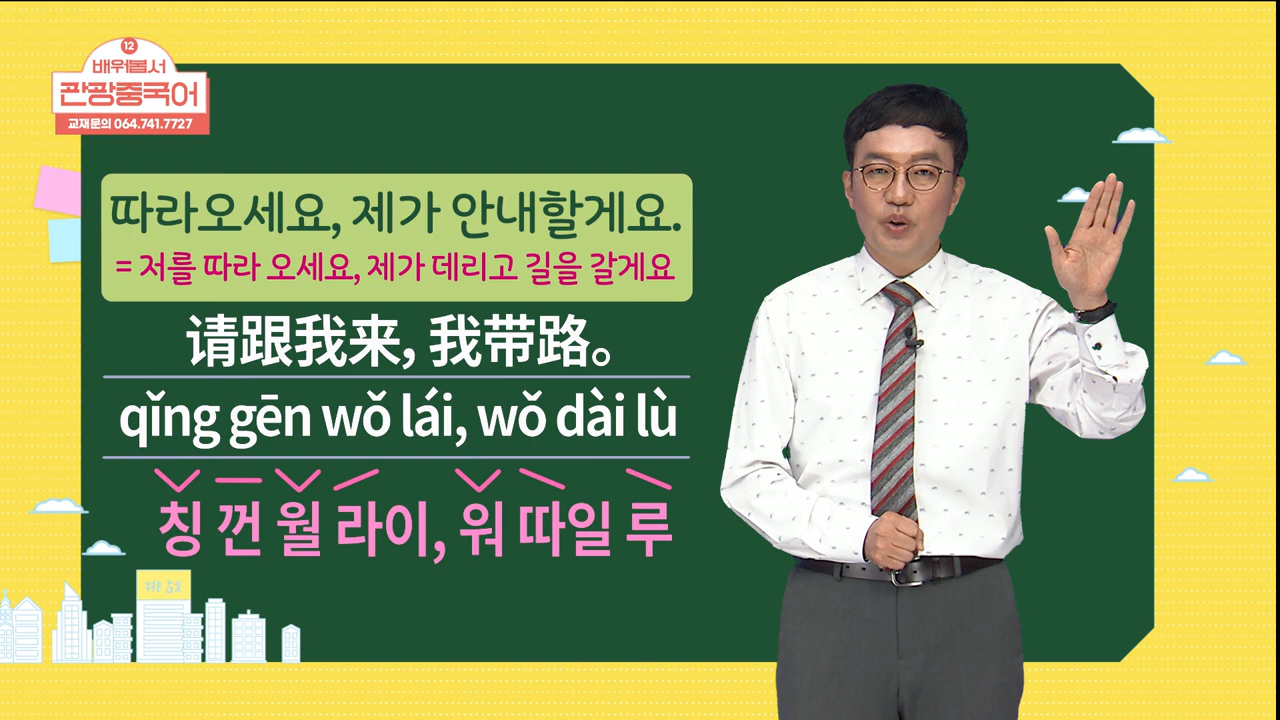 12
배워봅서
관광중국어
교재문의 064.741.7727
따라오세요, 제가 안내할게요.
= 저를 따라 오세요, 제가 데리고 길을 갈게요
请跟我来, 我带路。
qǐng gēn wǒ lái, wǒ dài lù
칭 껀 월 라이, 워 따일 루